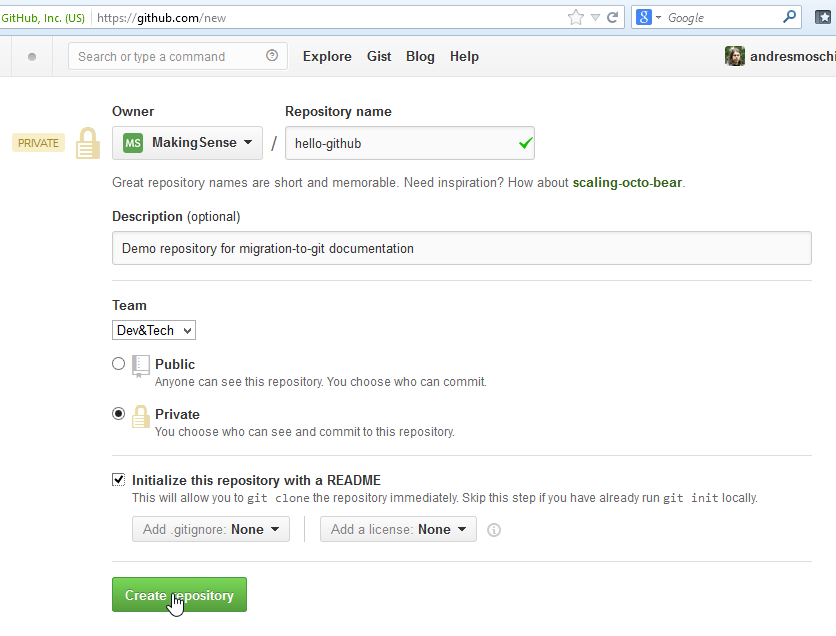 GitHub, Inc. (US) https://github.com/new
Google
Search or type a command
Explore Gist Blog Help
andresmoschi
Owner
Repository name
PRIVATE
MS MakingSense / hello-github
Great repository names are short and memorable. Need inspiration? How about scaling-octo-bear.
Description (optional)
Demo repository for migration-to-git documentation
Team
Dev&Tech
Public
Anyone can see this repository. You choose who can commit.
Private
You choose who can see and commit to this repository.
Initialize this repository with a README
This will allow you to git clone the repository immediately. Skip this step if you have already run git init locally.
Add .gitignore: None
Add a license: None
Create repository